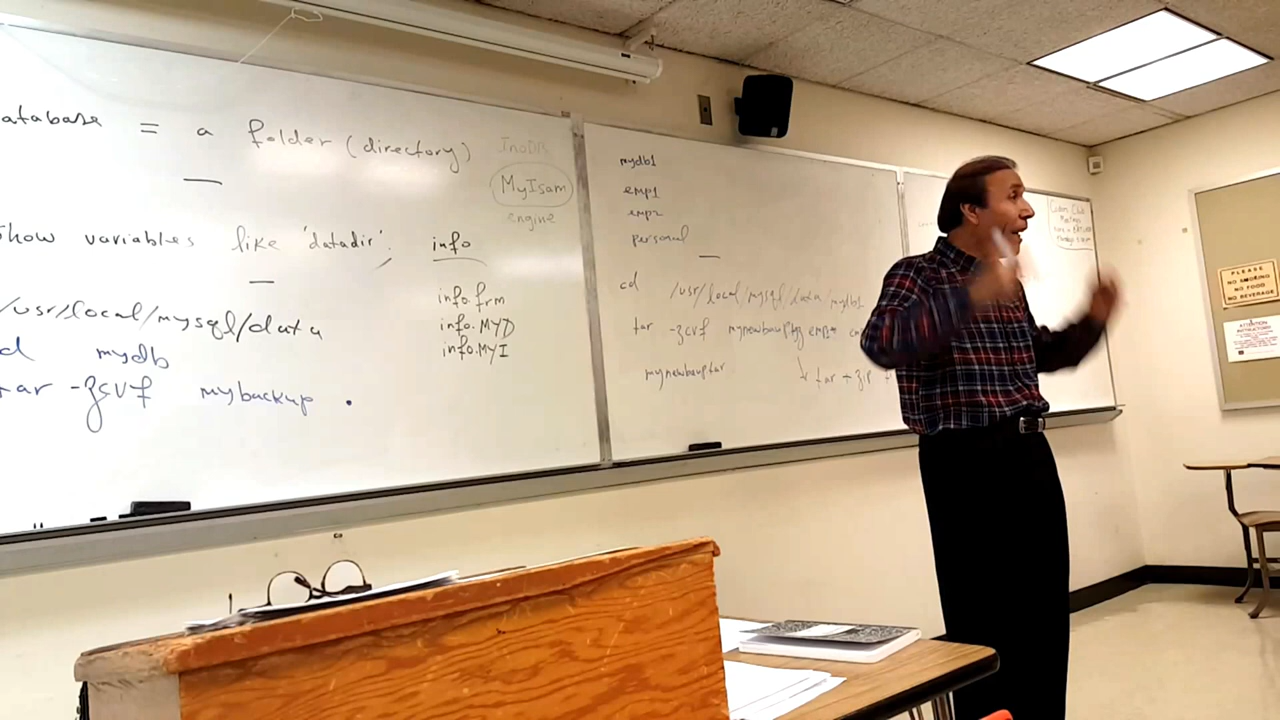 atabase = a folder (directory)
InoDB
MyIsam
engine
show variables like 'datadir';
info
info.frm
info.MYD
info.MYI
/usr/local/mysql/data
d mydb
tar -zcvf mybackup .
mydb1
emp1
emp2
personal
cd /usr/local/mysql/data/mydb1
tar -zcvf
tar + zip +
PLEASE
NO SMOKING
NO FOOD
NO BEVERAGE
ATTENTION